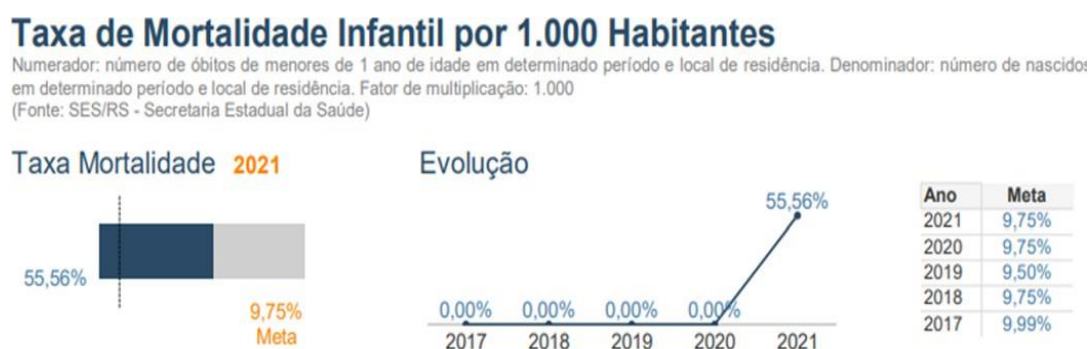 Taxa de Mortalidade Infantil por 1.000 Habitantes
Numerador: número de óbitos de menores de 1 ano de idade em determinado período e local de residência. Denominador: número de nascidos
em determinado período e local de residência. Fator de multiplicação: 1.000
(Fonte: SES/RS - Secretaria Estadual da Saúde)
Taxa Mortalidade 2021
55,56%
9,75%
Meta
Evolução
55,56%
0,00% 0,00% 0,00% 0,00%
2017 2018 2019 2020 2021
Ano Meta
2021 9,75%
2020 9,75%
2019 9,50%
2018 9,75%
2017 9,99%